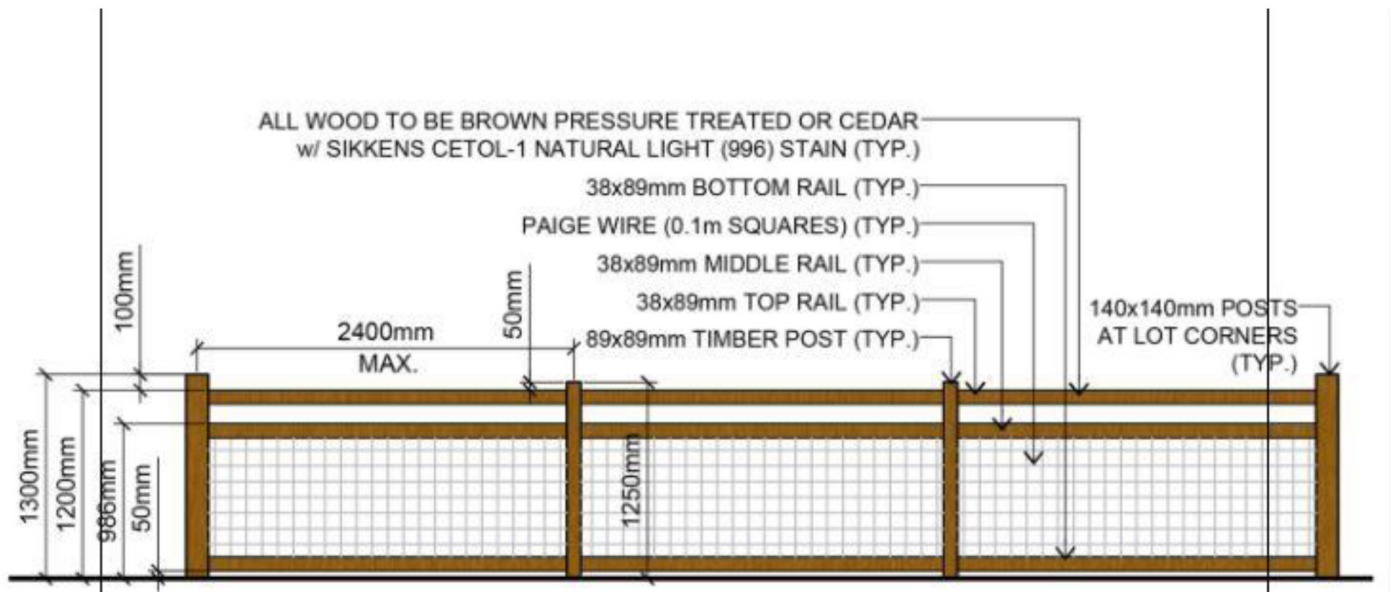 ALL WOOD TO BE BROWN PRESSURE TREATED OR CEDAR
w/ SIKKENS CETOL-1 NATURAL LIGHT (996) STAIN (TYP.)
38x89mm BOTTOM RAIL (TYP.)
PAIGE WIRE (0.1m SQUARES) (TYP.)
38x89mm MIDDLE RAIL (TYP.)
38x89mm TOP RAIL (TYP.)
89x89mm TIMBER POST (TYP.)
140x140mm POSTS
AT LOT CORNERS
(TYP.)
100mm
2400mm
MAX.
50mm
1300mm
1200mm
986mm
50mm
1250mm